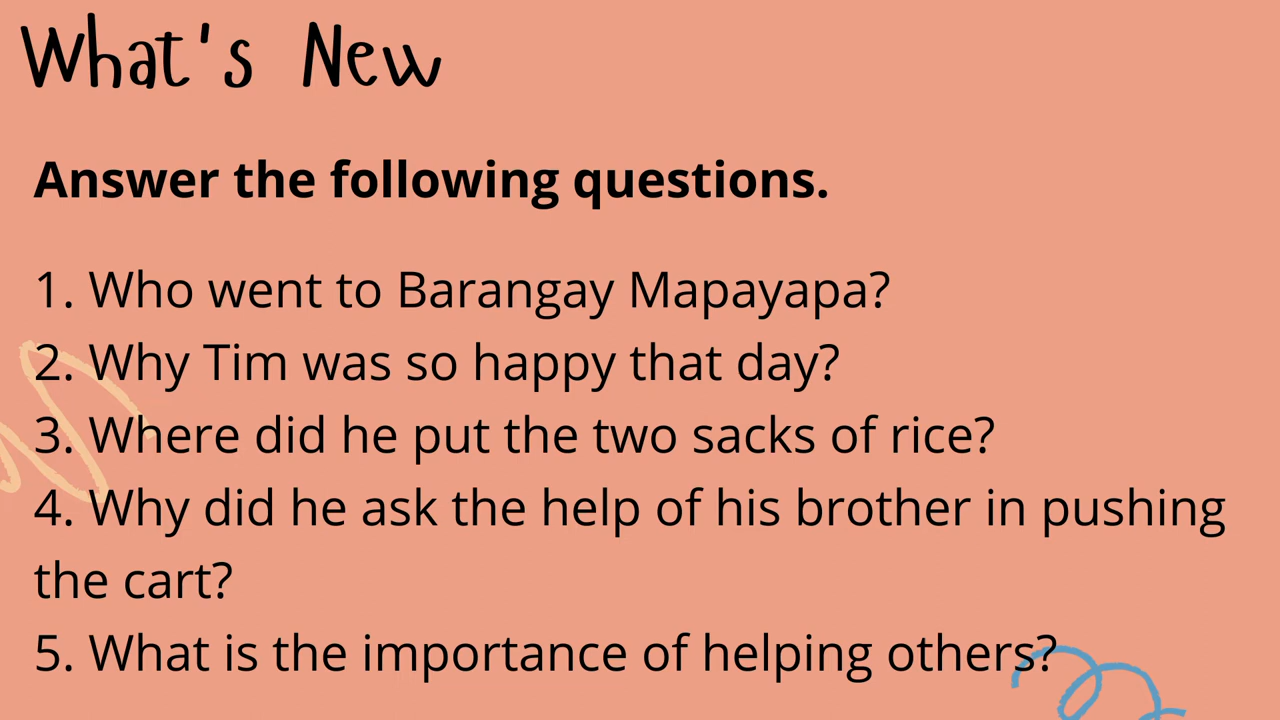 What's New
Answer the following questions.
1. Who went to Barangay Mapayapa?
2. Why Tim was so happy that day?
3. Where did he put the two sacks of rice?
4. Why did he ask the help of his brother in pushing
the cart?
5. What is the importance of helping others?